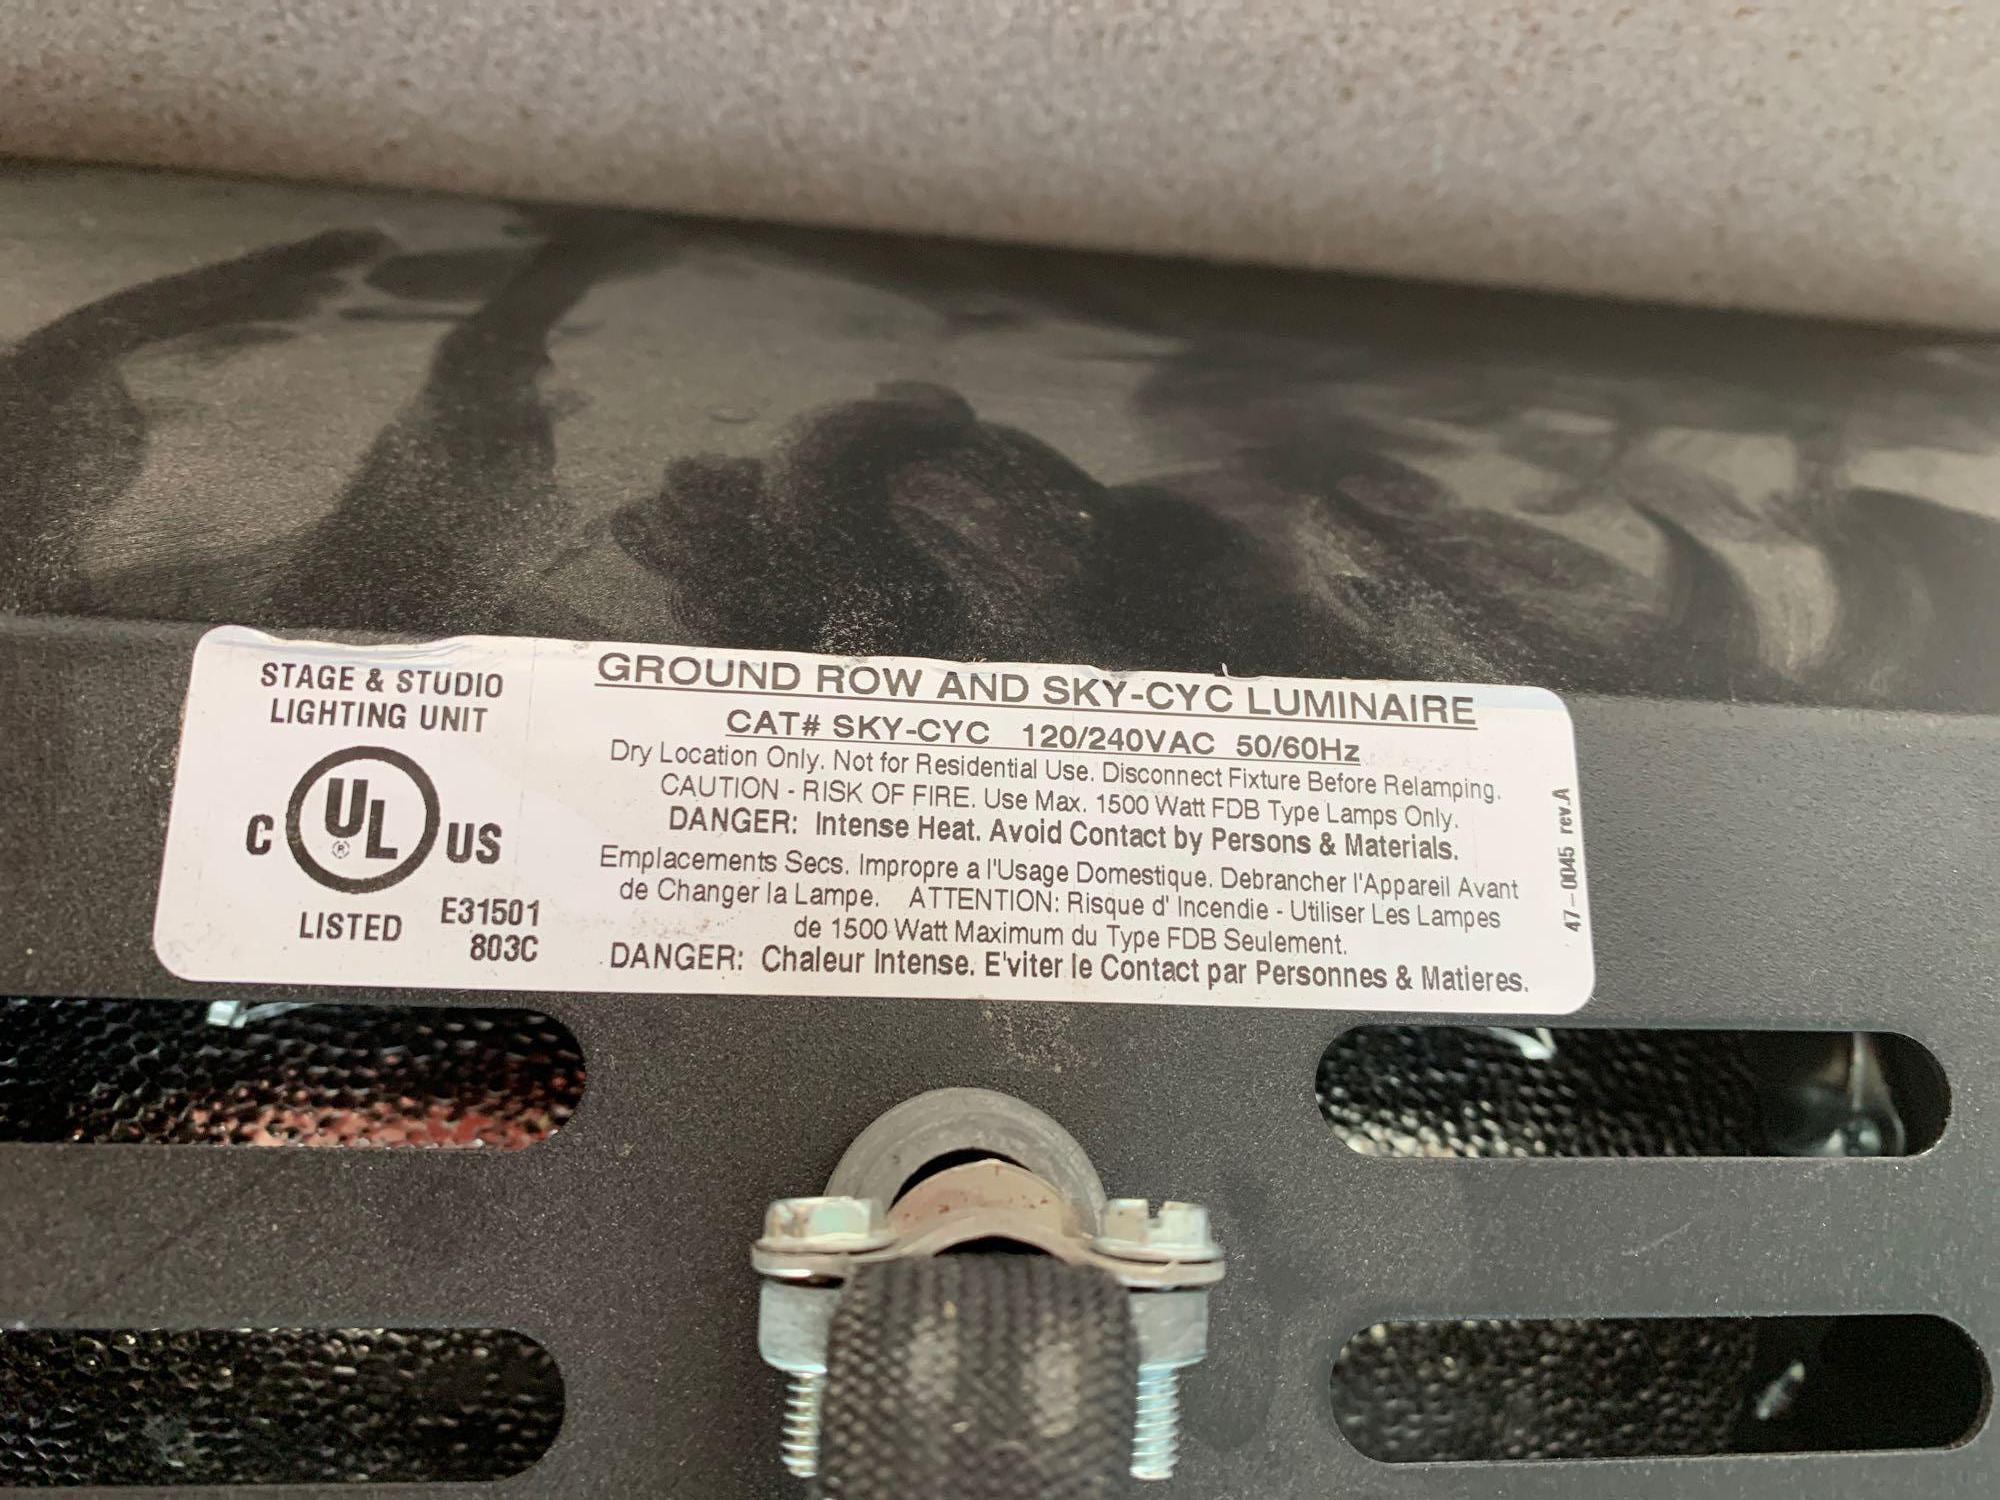 STAGE & STUDIO
LIGHTING UNIT
C UL ® US
LISTED E31501
803C
GROUND ROW AND SKY-CYC LUMINAIRE
CAT# SKY-CYC 120/240VAC 50/60Hz
Dry Location Only. Not for Residential Use. Disconnect Fixture Before Relamping.
CAUTION - RISK OF FIRE. Use Max. 1500 Watt FDB Type Lamps Only.
DANGER: Intense Heat. Avoid Contact by Persons & Materials.
Emplacements Secs. Impropre a l'Usage Domestique. Debrancher l'Appareil Avant
de Changer la Lampe. ATTENTION: Risque d' Incendie - Utiliser Les Lampes
de 1500 Watt Maximum du Type FDB Seulement.
DANGER: Chaleur Intense. E'viter le Contact par Personnes & Matieres.
47-0045 rev.A